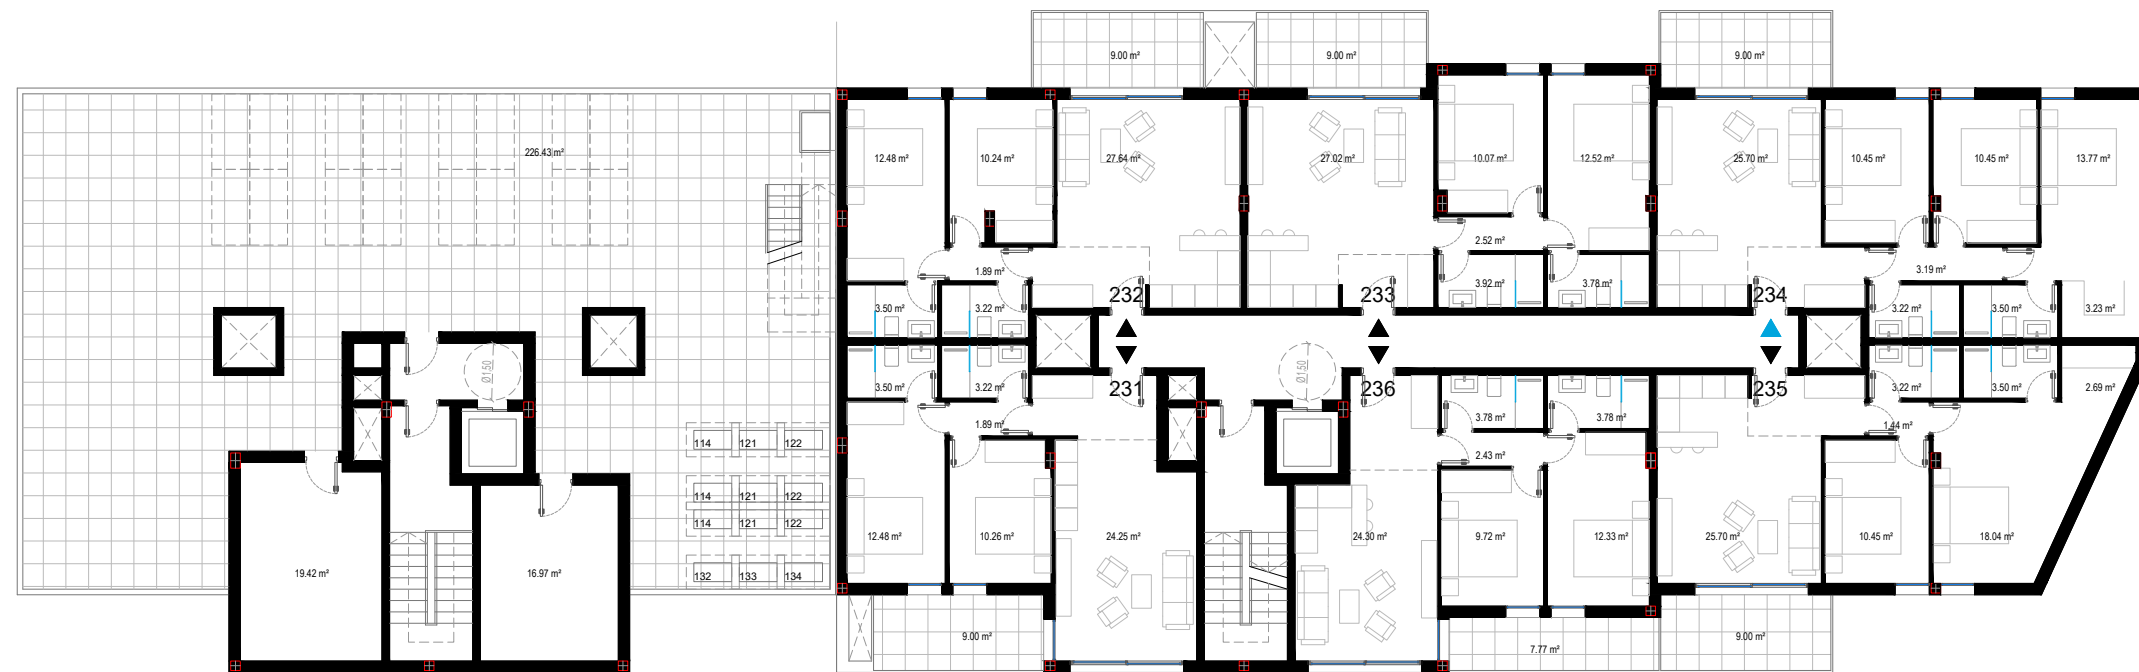 9.00 m²
9.00 m²
9.00 m²
226.43 m²
12.48 m²
10.24 m²
27.64 m²
27.02 m²
10.07 m²
12.52 m²
25.70 m²
10.45 m²
10.45 m²
13.77 m²
2.52 m²
1.89 m²
3.19 m²
3.92 m²
3.78 m²
232
233
234
3.50 m²
3.22 m²
3.22 m²
3.50 m²
3.23 m²
Ø1.50
Ø1.50
3.50 m²
3.22 m²
231
236
235
3.22 m²
3.50 m²
2.69 m²
3.78 m²
3.78 m²
1.89 m²
1.44 m²
114 121 122
2.43 m²
114 121 122
114 121 122
12.48 m²
10.26 m²
24.25 m²
24.30 m²
9.72 m²
12.33 m²
25.70 m²
10.45 m²
18.04 m²
19.42 m²
16.97 m²
132 133 134
9.00 m²
7.77 m²
9.00 m²